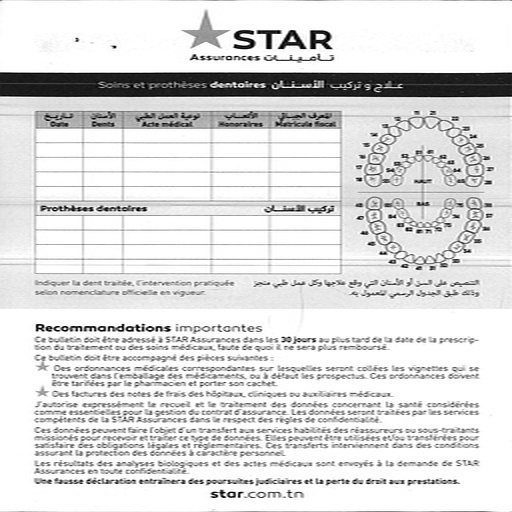 STAR
Assurances تـأميـنـــات
Soins et prothèses dentaires علاج و تركيب الأسـنـان
تـاريـخ الأسنان نوعية العمل الطبي الأتعـــاب المعرف الجبـائي
Date Dents Acte médical Honoraires Matricule fiscal
Prothèses dentaires تركيب الأسـنـــان
HAUT
BAS
Indiquer la dent traitée, l'intervention pratiquée
selon nomenclature officielle en vigueur.
التنصيص على السن أو الأسنان التي وقع علاجها وكل عمل طبي منجز
وذلك طبق الجدول الرسمي المعمول به.
Recommandations importantes
Ce bulletin doit être adressé à STAR Assurances dans les 30 jours au plus tard de la date de la prescrip-
tion du traitement ou des soins médicaux, faute de quoi il ne sera plus remboursé.
Ce bulletin doit être accompagné des pièces suivantes :
Des ordonnances médicales correspondantes sur lesquelles seront collées les vignettes qui se
trouvent dans l'emballage des médicaments, ou à défaut les prospectus. Ces ordonnances doivent
être tarifiées par le pharmacien et porter son cachet.
Des factures des notes de frais des hôpitaux, cliniques ou auxiliaires médicaux.
J'autorise expressément le recueil et le traitement des données concernant la santé considérées
comme essentielles pour la gestion du contrat d'assurance. Les données seront traitées par les services
compétents de la STAR Assurances dans le respect des règles de confidentialité.
Ces données peuvent faire l'objet d'un transfert aux services habilités des réassureurs ou sous-traitants
missionnés pour recevoir et traiter ce type de données. Elles peuvent être utilisées et/ou transférées pour
satisfaire des obligations légales et réglementaires. Ces transferts interviennent dans des conditions
assurant la protection des données à caractère personnel.
Les résultats des analyses biologiques et des actes médicaux sont envoyés à la demande de STAR
Assurances en toute confidentialité.
Une fausse déclaration entraînera des poursuites judiciaires et la perte du droit aux prestations.
star.com.tn